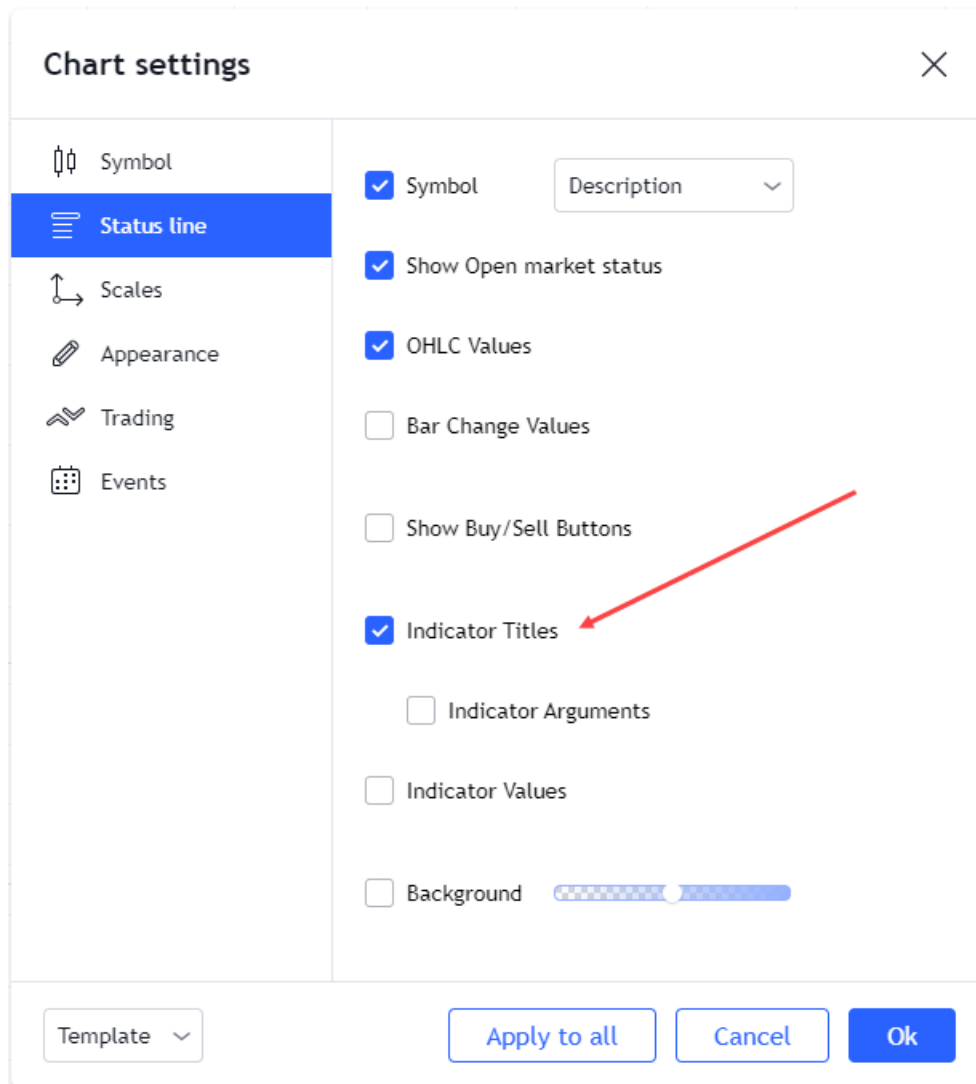 Chart settings
Symbol
Status line
Scales
Appearance
Trading
Events
Symbol
Description
Show Open market status
OHLC Values
Bar Change Values
Show Buy/Sell Buttons
Indicator Titles
Indicator Arguments
Indicator Values
Background
Template
Apply to all
Cancel
Ok